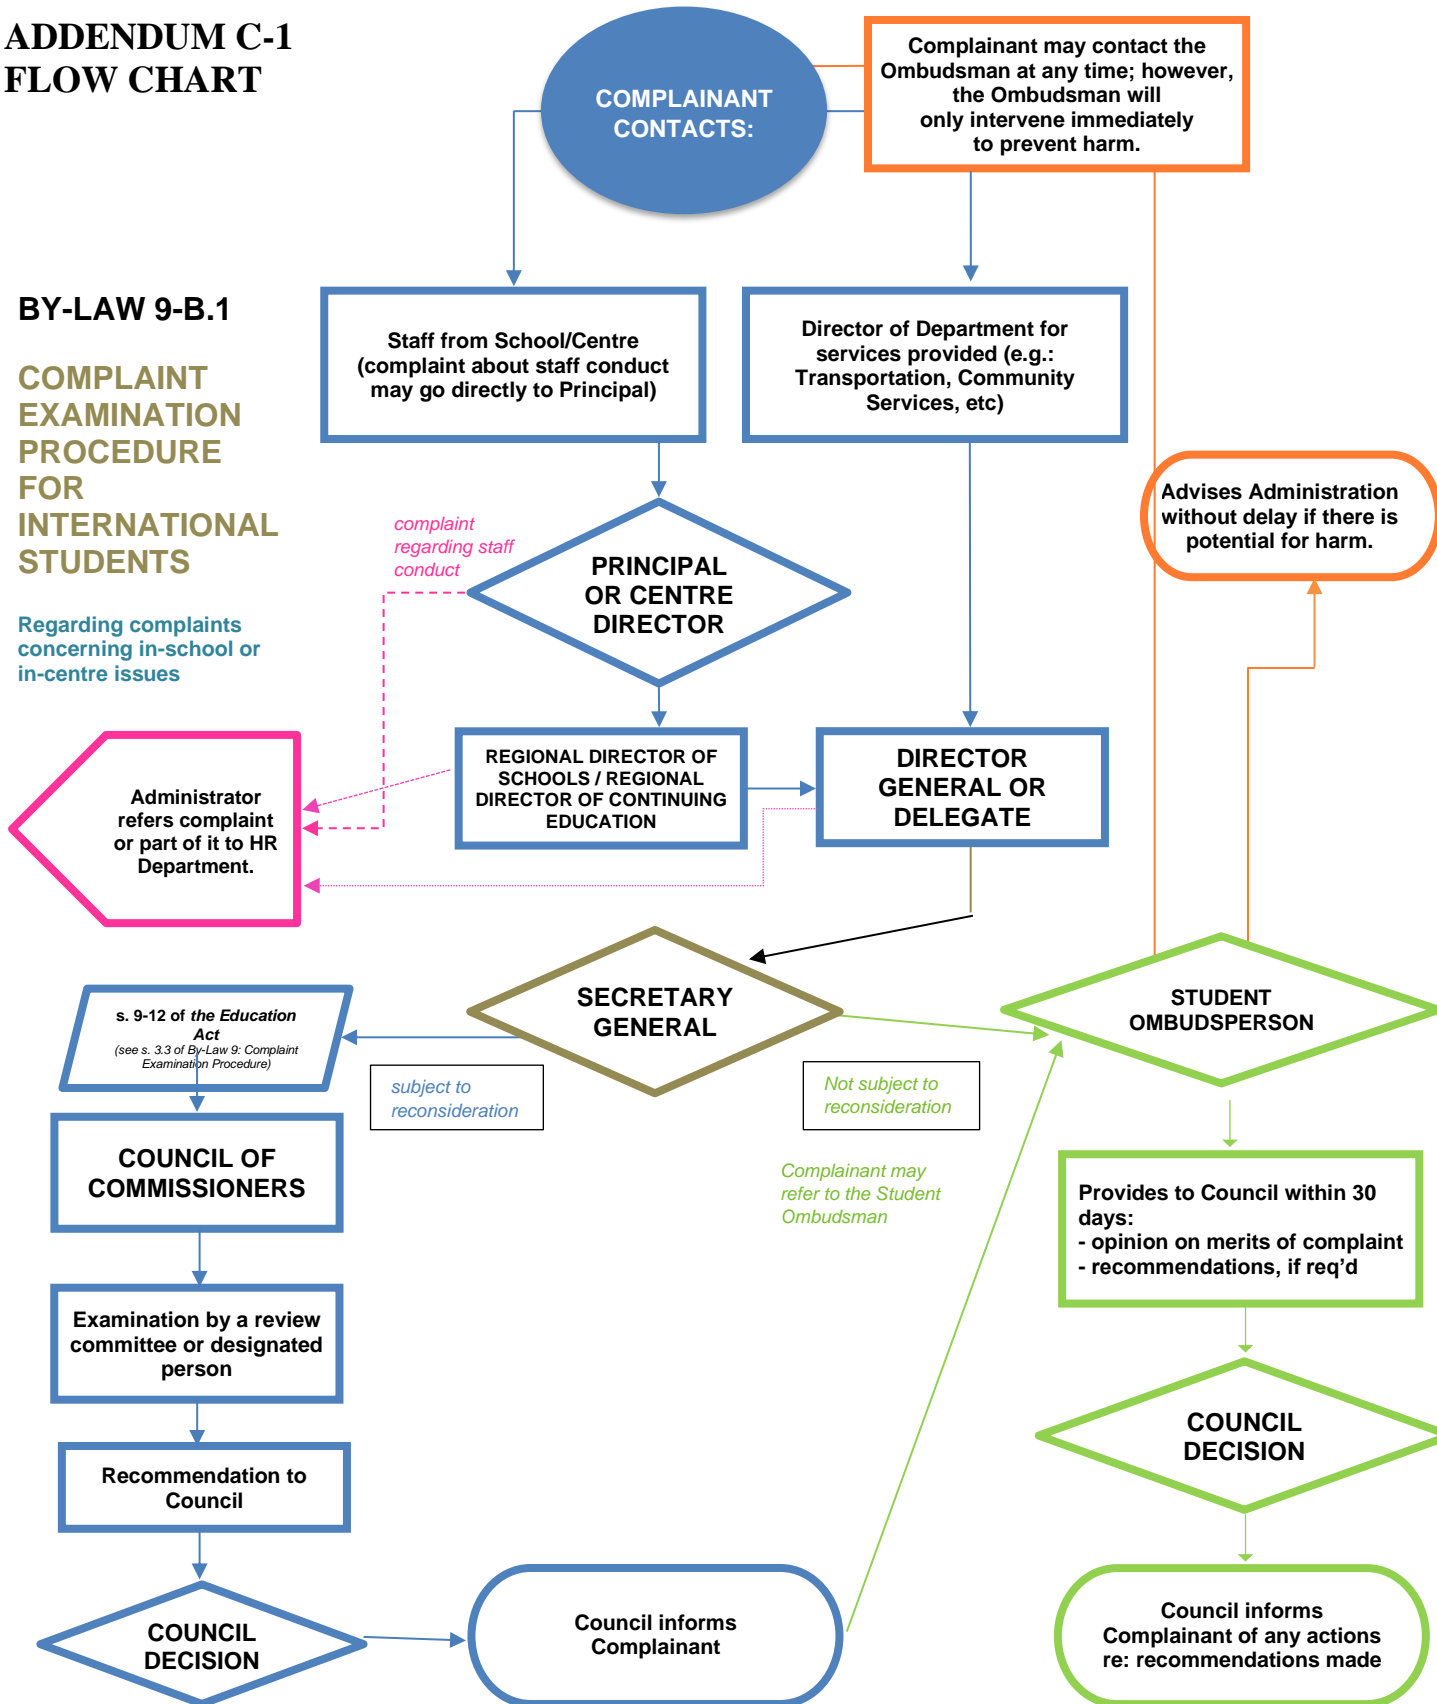 ADDENDUM C-1
FLOW CHART
COMPLAINANT
CONTACTS:
Complainant may contact the
Ombudsman at any time; however,
the Ombudsman will
only intervene immediately
to prevent harm.
BY-LAW 9-B.1
COMPLAINT
EXAMINATION
PROCEDURE
FOR
INTERNATIONAL
STUDENTS
Regarding complaints
concerning in-school or
in-centre issues
Staff from School/Centre
(complaint about staff conduct
may go directly to Principal)
Director of Department for
services provided (e.g.:
Transportation, Community
Services, etc)
Advises Administration
without delay if there is
potential for harm.
complaint
regarding staff
conduct
PRINCIPAL
OR CENTRE
DIRECTOR
Administrator
refers complaint
or part of it to HR
Department.
REGIONAL DIRECTOR OF
SCHOOLS / REGIONAL
DIRECTOR OF CONTINUING
EDUCATION
DIRECTOR
GENERAL OR
DELEGATE
SECRETARY
GENERAL
STUDENT
OMBUDSPERSON
s. 9-12 of the Education
Act
(see s. 3.3 of By-Law 9: Complaint
Examination Procedure)
subject to
reconsideration
Not subject to
reconsideration
COUNCIL OF
COMMISSIONERS
Complainant may
refer to the Student
Ombudsman
Provides to Council within 30
days:
- opinion on merits of complaint
- recommendations, if req'd
Examination by a review
committee or designated
person
COUNCIL
DECISION
Recommendation to
Council
COUNCIL
DECISION
Council informs
Complainant
Council informs
Complainant of any actions
re: recommendations made